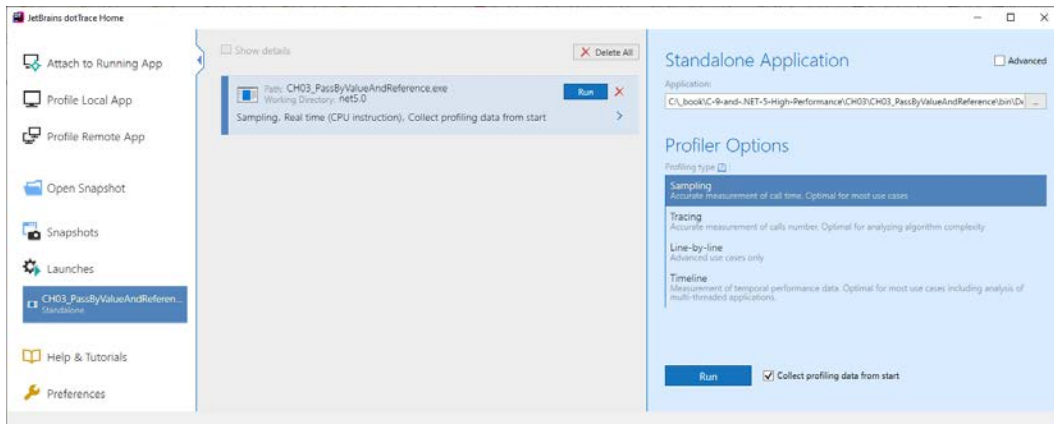 JetBrains dotTrace Home
Attach to Running App
Profile Local App
Profile Remote App
Open Snapshot
Snapshots
Launches
CH03_PassByValueAndReferen...
Standalone
Help & Tutorials
Preferences
Show details
Delete All
Path: CH03_PassByValueAndReference.exe
Working Directory: net5.0
Run
Sampling, Real time (CPU instruction), Collect profiling data from start
Standalone Application
Advanced
Application:
C:\_book\C-9-and-.NET-5-High-Performance\CH03\CH03_PassByValueAndReference\bin\De
...
Profiler Options
Profiling type [?] :
Sampling
Accurate measurement of call time. Optimal for most use cases
Tracing
Accurate measurement of calls number. Optimal for analyzing algorithm complexity
Line-by-line
Advanced use cases only
Timeline
Measurement of temporal performance data. Optimal for most use cases including analysis of
multi-threaded applications.
Run
Collect profiling data from start